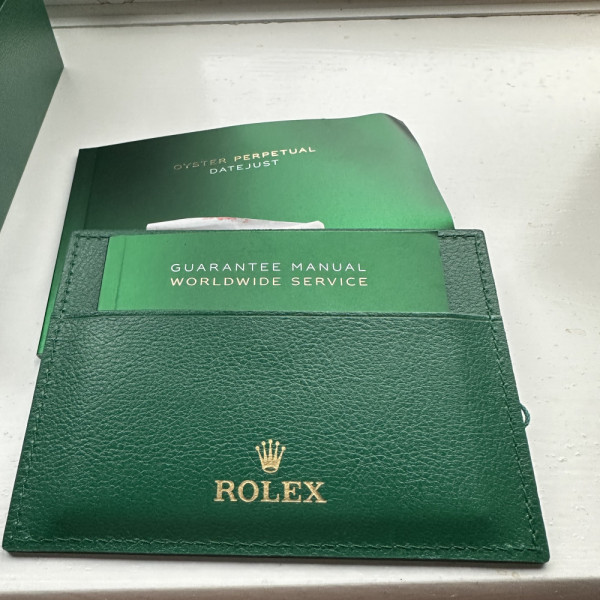 OYSTER PERPETUAL
DATEJUST
GUARANTEE MANUAL
WORLDWIDE SERVICE
ROLEX